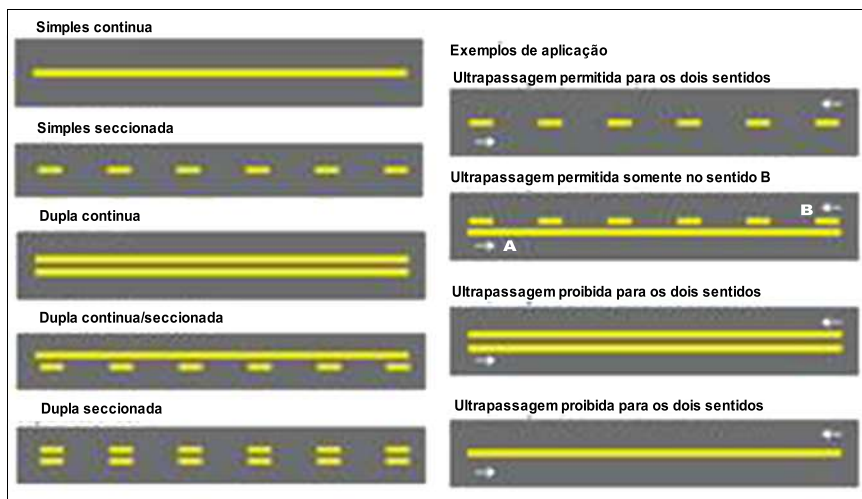 Simples continua
Simples seccionada
Dupla continua
Dupla continua/seccionada
Dupla seccionada
Exemplos de aplicação
Ultrapassagem permitida para os dois sentidos
Ultrapassagem permitida somente no sentido B
B
A
Ultrapassagem proibida para os dois sentidos
Ultrapassagem proibida para os dois sentidos